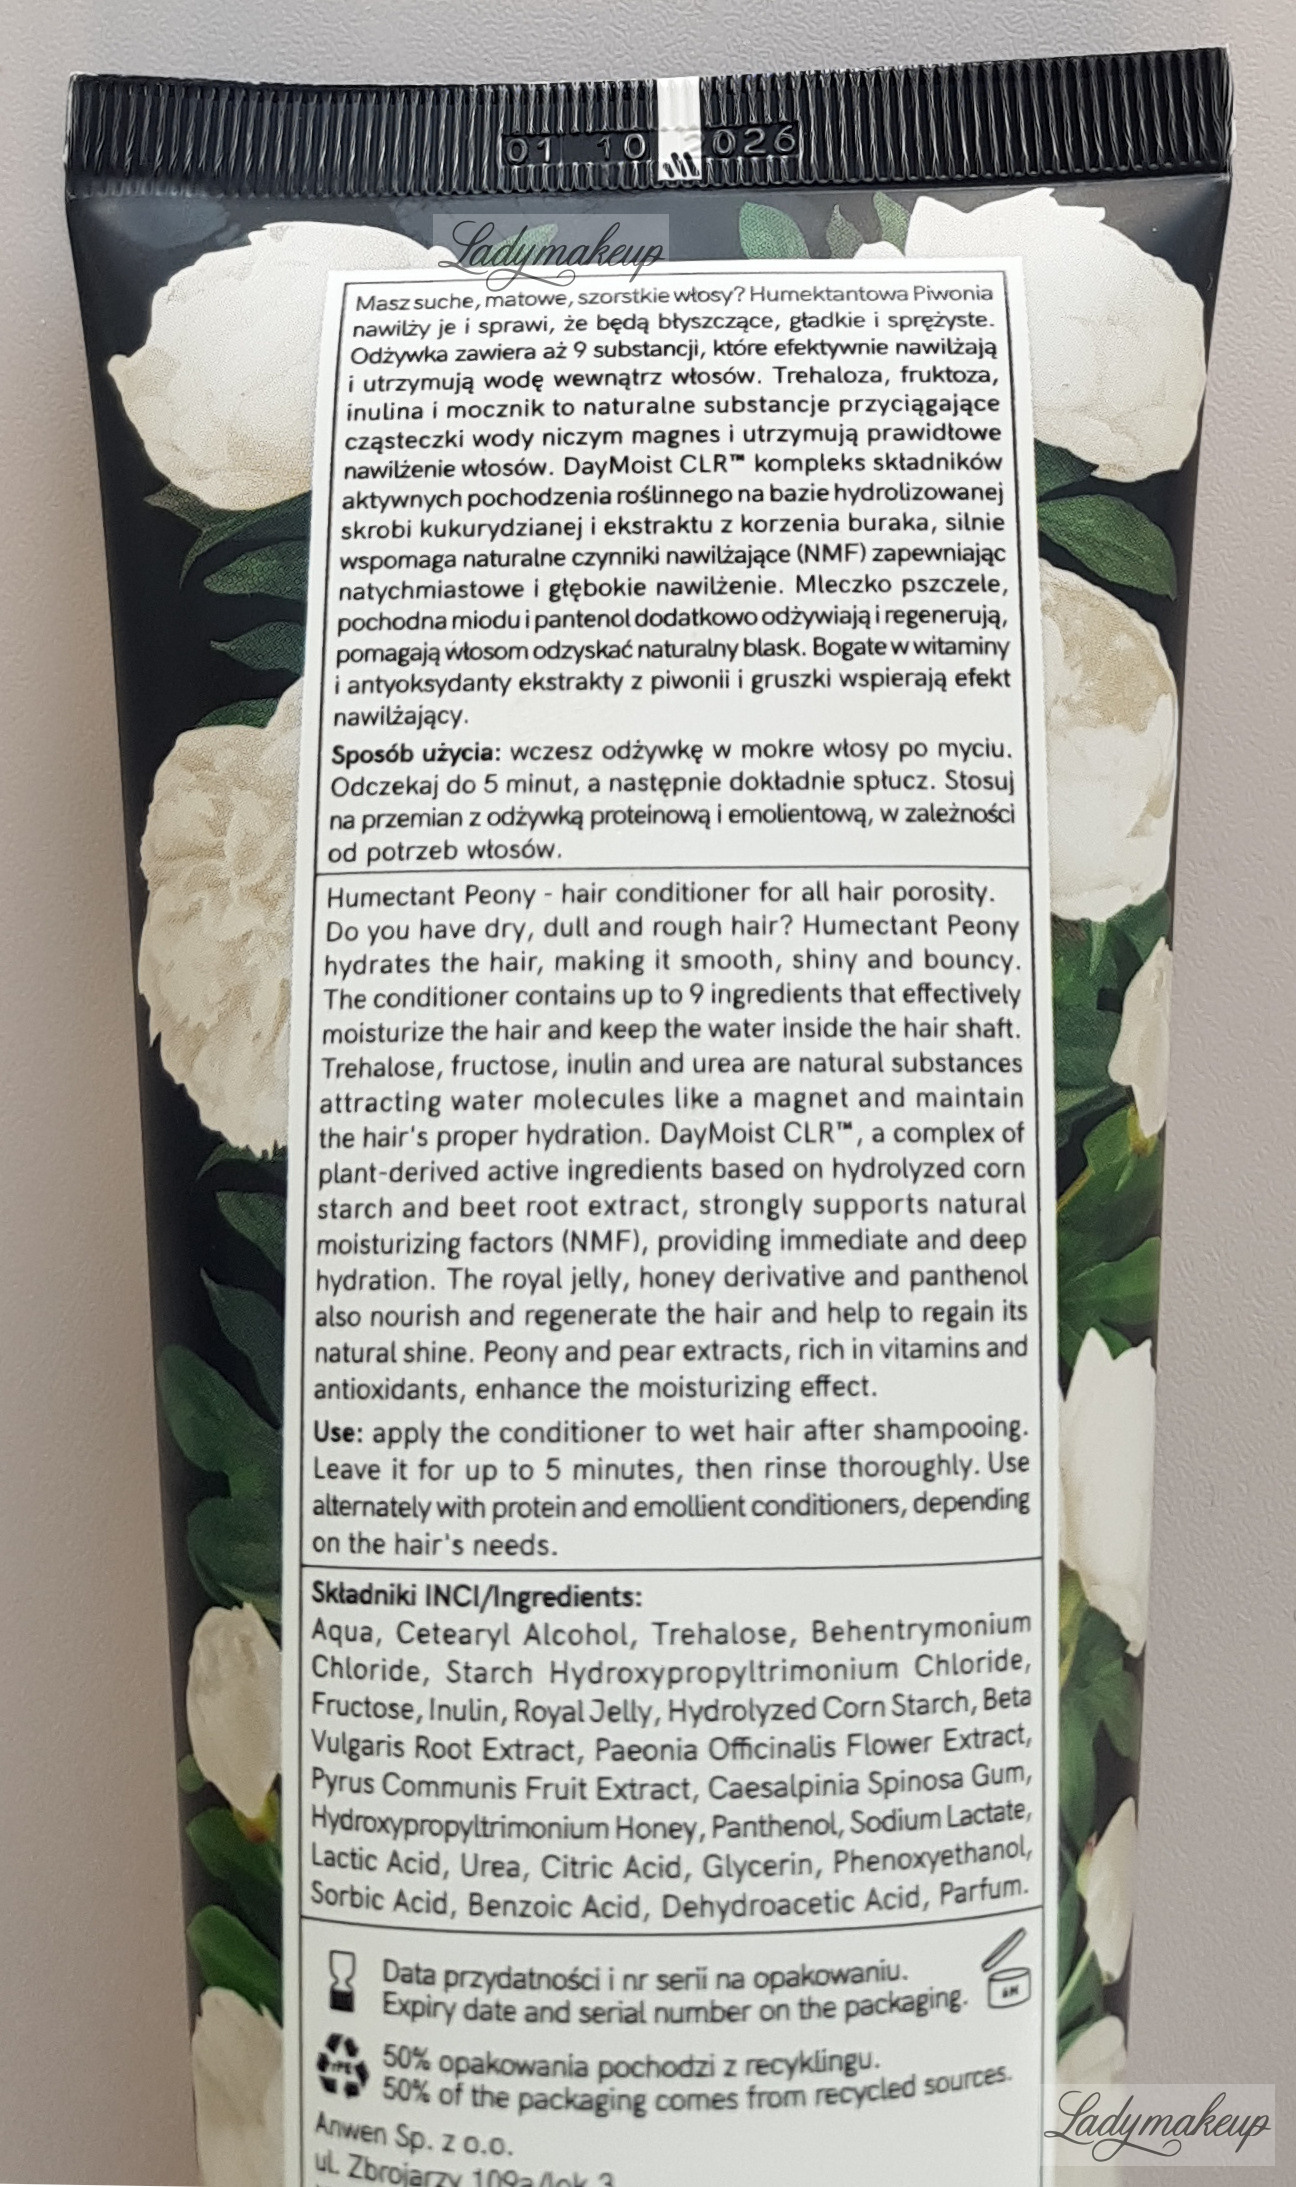 01 10 2026
Ladymakeup
Masz suche, matowe, szorstkie włosy? Humektantowa Piwonia
nawilży je i sprawi, że będą błyszczące, gładkie i sprężyste.
Odżywka zawiera aż 9 substancji, które efektywnie nawilżają
i utrzymują wodę wewnątrz włosów. Trehaloza, fruktoza,
inulina i mocznik to naturalne substancje przyciągające
cząsteczki wody niczym magnes i utrzymują prawidłowe
nawilżenie włosów. DayMoist CLR™ kompleks składników
aktywnych pochodzenia roślinnego na bazie hydrolizowanej
skrobi kukurydzianej i ekstraktu z korzenia buraka, silnie
wspomaga naturalne czynniki nawilżające (NMF) zapewniając
natychmiastowe i głębokie nawilżenie. Mleczko pszczele,
pochodna miodu i pantenol dodatkowo odżywiają i regenerują,
pomagają włosom odzyskać naturalny blask. Bogate w witaminy
i antyoksydanty ekstrakty z piwonii i gruszki wspierają efekt
nawilżający.
Sposób użycia: wczesz odżywkę w mokre włosy po myciu.
Odczekaj do 5 minut, a następnie dokładnie spłucz. Stosuj
na przemian z odżywką proteinową i emolientową, w zależności
od potrzeb włosów.
Humectant Peony - hair conditioner for all hair porosity.
Do you have dry, dull and rough hair? Humectant Peony
hydrates the hair, making it smooth, shiny and bouncy.
The conditioner contains up to 9 ingredients that effectively
moisturize the hair and keep the water inside the hair shaft.
Trehalose, fructose, inulin and urea are natural substances
attracting water molecules like a magnet and maintain
the hair's proper hydration. DayMoist CLR™, a complex of
plant-derived active ingredients based on hydrolyzed corn
starch and beet root extract, strongly supports natural
moisturizing factors (NMF), providing immediate and deep
hydration. The royal jelly, honey derivative and panthenol
also nourish and regenerate the hair and help to regain its
natural shine. Peony and pear extracts, rich in vitamins and
antioxidants, enhance the moisturizing effect.
Use: apply the conditioner to wet hair after shampooing.
Leave it for up to 5 minutes, then rinse thoroughly. Use
alternately with protein and emollient conditioners, depending
on the hair's needs.
Składniki INCI/Ingredients:
Aqua, Cetearyl Alcohol, Trehalose, Behentrymonium
Chloride, Starch Hydroxypropyltrimonium Chloride,
Fructose, Inulin, Royal Jelly, Hydrolyzed Corn Starch, Beta
Vulgaris Root Extract, Paeonia Officinalis Flower Extract,
Pyrus Communis Fruit Extract, Caesalpinia Spinosa Gum,
Hydroxypropyltrimonium Honey, Panthenol, Sodium Lactate,
Lactic Acid, Urea, Citric Acid, Glycerin, Phenoxyethanol,
Sorbic Acid, Benzoic Acid, Dehydroacetic Acid, Parfum.
Data przydatności i nr serii na opakowaniu.
Expiry date and serial number on the packaging.
6M
50% opakowania pochodzi z recyklingu.
50% of the packaging comes from recycled sources.
Anwen Sp. z o.o.
ul. Zbrojarzy 109a/lok 3
Ladymakeup